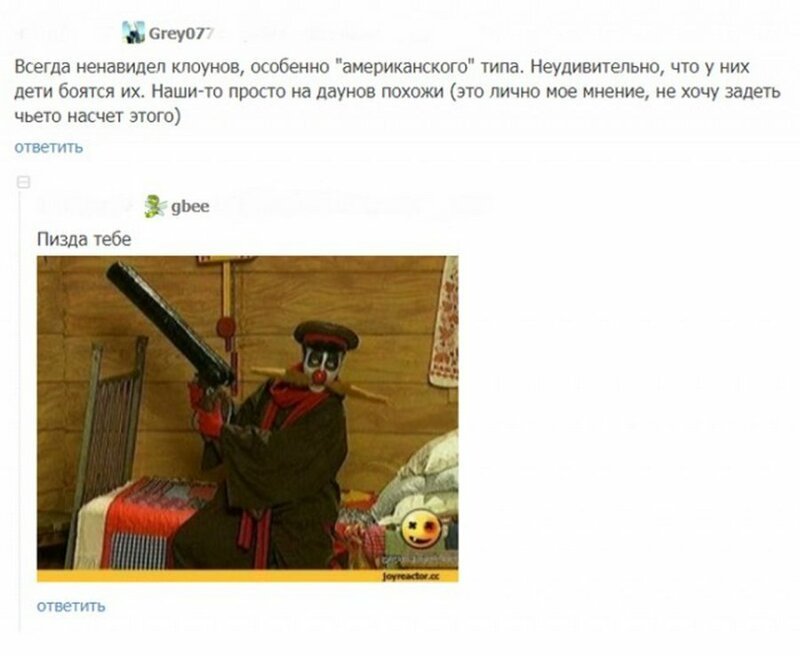 Grey077
Всегда ненавидел клоунов, особенно "американского" типа. Неудивительно, что у них
дети боятся их. Наши-то просто на даунов похожи (это лично мое мнение, не хочу задеть
чьето насчет этого)
ответить
gbee
Пизда тебе
joyreactor.cc
ответить